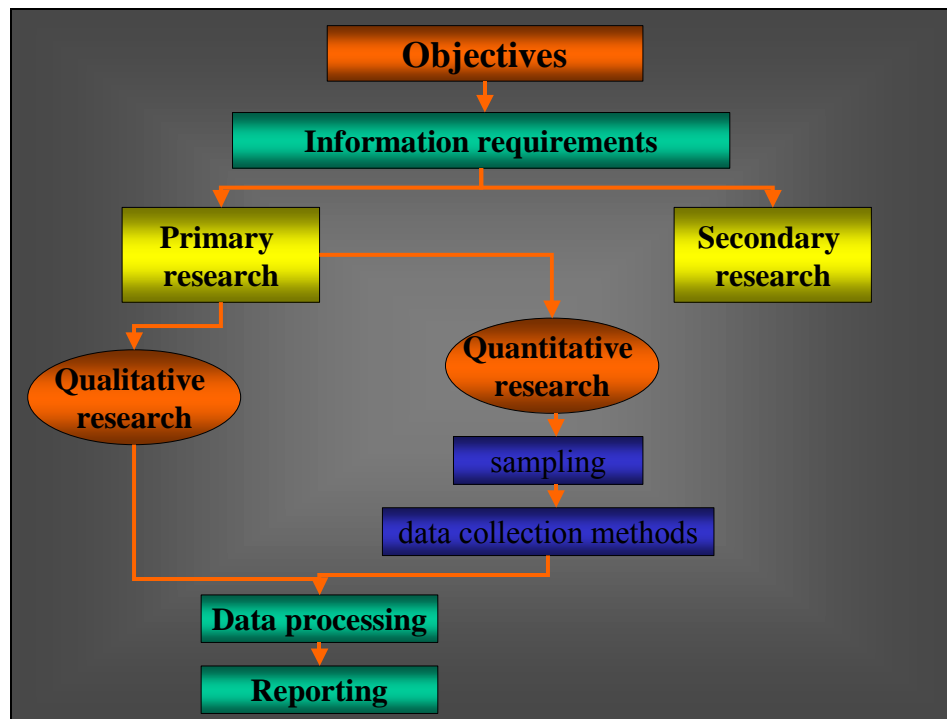 Objectives
Information requirements
Primary
research
Secondary
research
Qualitative
research
Quantitative
research
sampling
data collection methods
Data processing
Reporting